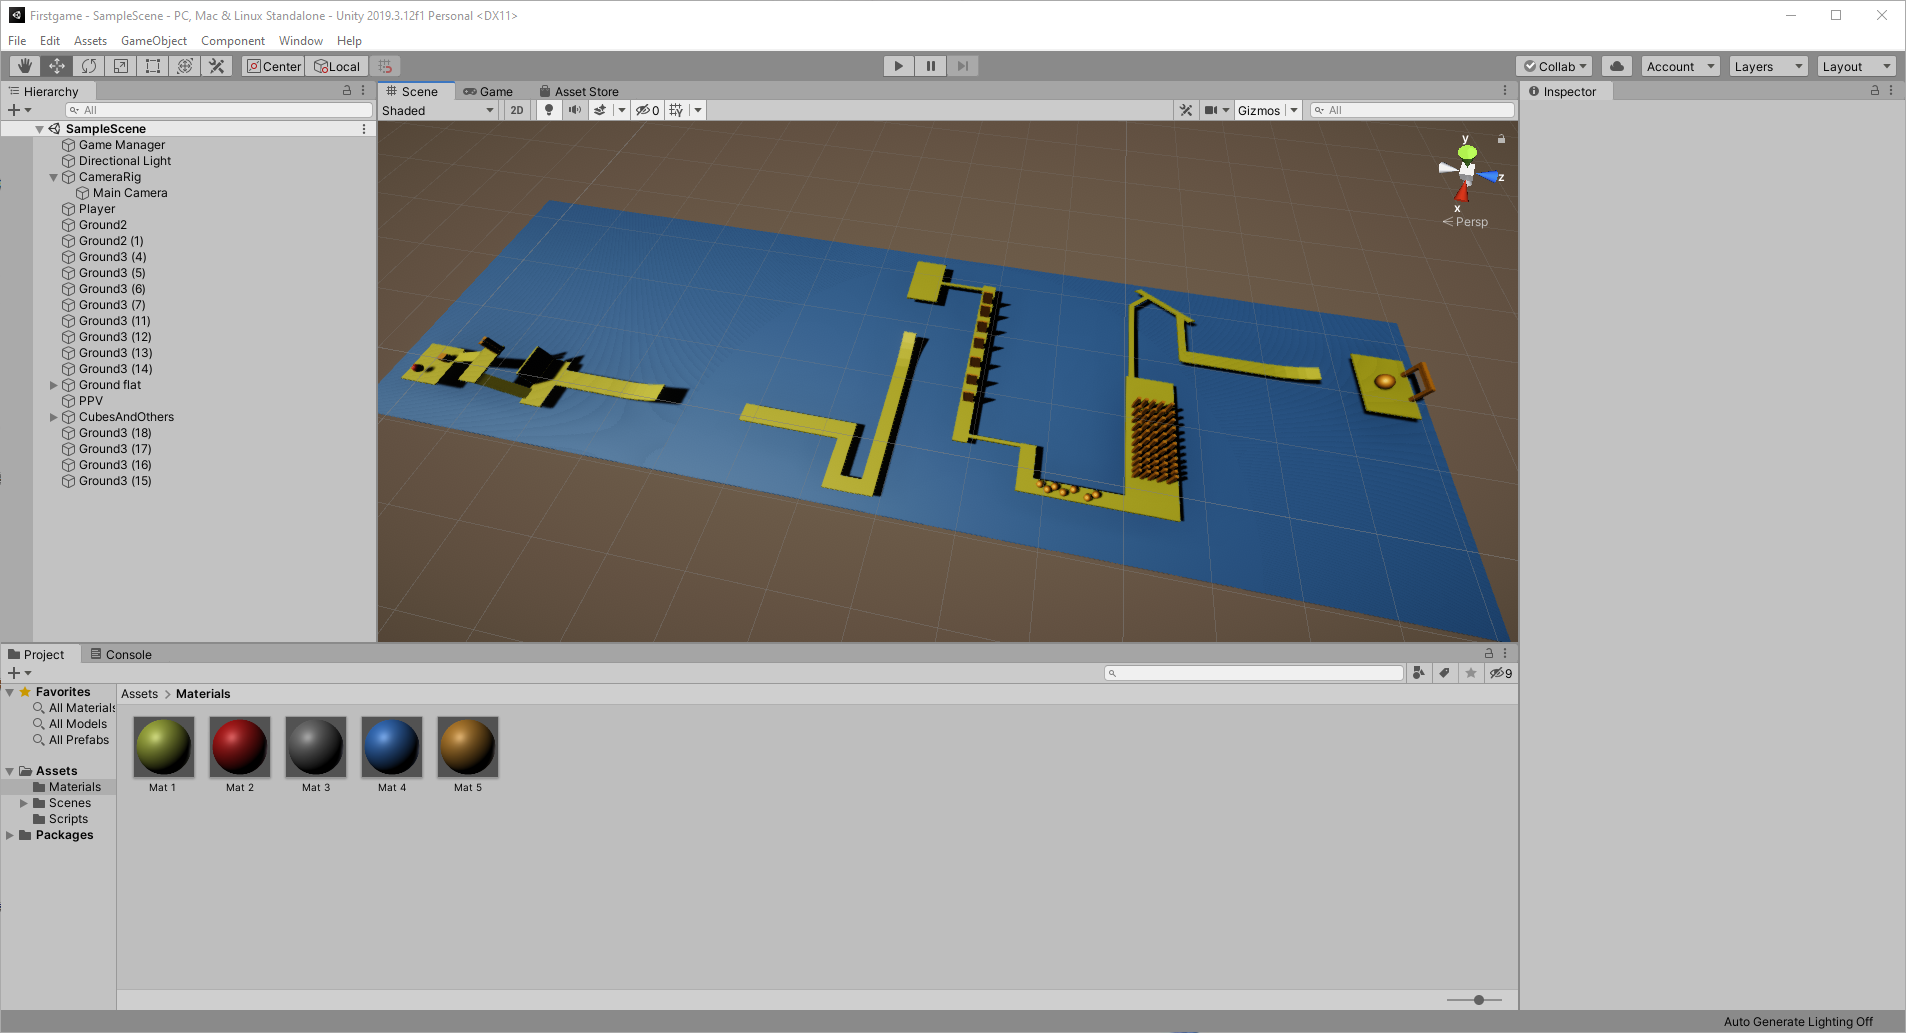 Firstgame - SampleScene - PC, Mac & Linux Standalone - Unity 2019.3.12f1 Personal <DX11>
File Edit Assets GameObject Component Window Help
Center Local Collab Account Layers Layout
Hierarchy Scene Game Asset Store Inspector
All Shaded 2D 0 Gizmos All
SampleScene
Game Manager
Directional Light
CameraRig
Main Camera
Player
Ground2
Ground2 (1)
Ground3 (4)
Ground3 (5)
Ground3 (6)
Ground3 (7)
Ground3 (11)
Ground3 (12)
Ground3 (13)
Ground3 (14)
Ground flat
PPV
CubesAndOthers
Ground3 (18)
Ground3 (17)
Ground3 (16)
Ground3 (15)
y
z
x
Persp
Project Console
9
Favorites
All Materials
All Models
All Prefabs
Assets
Materials
Scenes
Scripts
Packages
Assets > Materials
Mat 1 Mat 2 Mat 3 Mat 4 Mat 5
Auto Generate Lighting Off